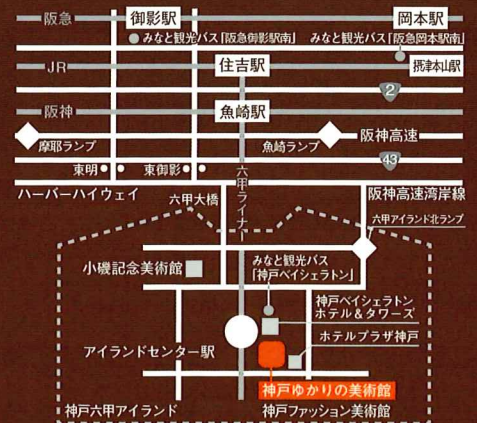 阪急
御影駅
岡本駅
みなと観光バス「阪急御影駅南」
みなと観光バス「阪急岡本駅南」
JR
住吉駅
摂津本山駅
2
阪神
魚崎駅
摩耶ランプ
魚崎ランプ
阪神高速
43
東明
東御影
ハーバーハイウェイ
六甲大橋
六甲ライナー
阪神高速湾岸線
六甲アイランド北ランプ
小磯記念美術館
みなと観光バス
「神戸ベイシェラトン」
神戸ベイシェラトン
ホテル&タワーズ
ホテルプラザ神戸
アイランドセンター駅
神戸ゆかりの美術館
神戸六甲アイランド
神戸ファッション美術館